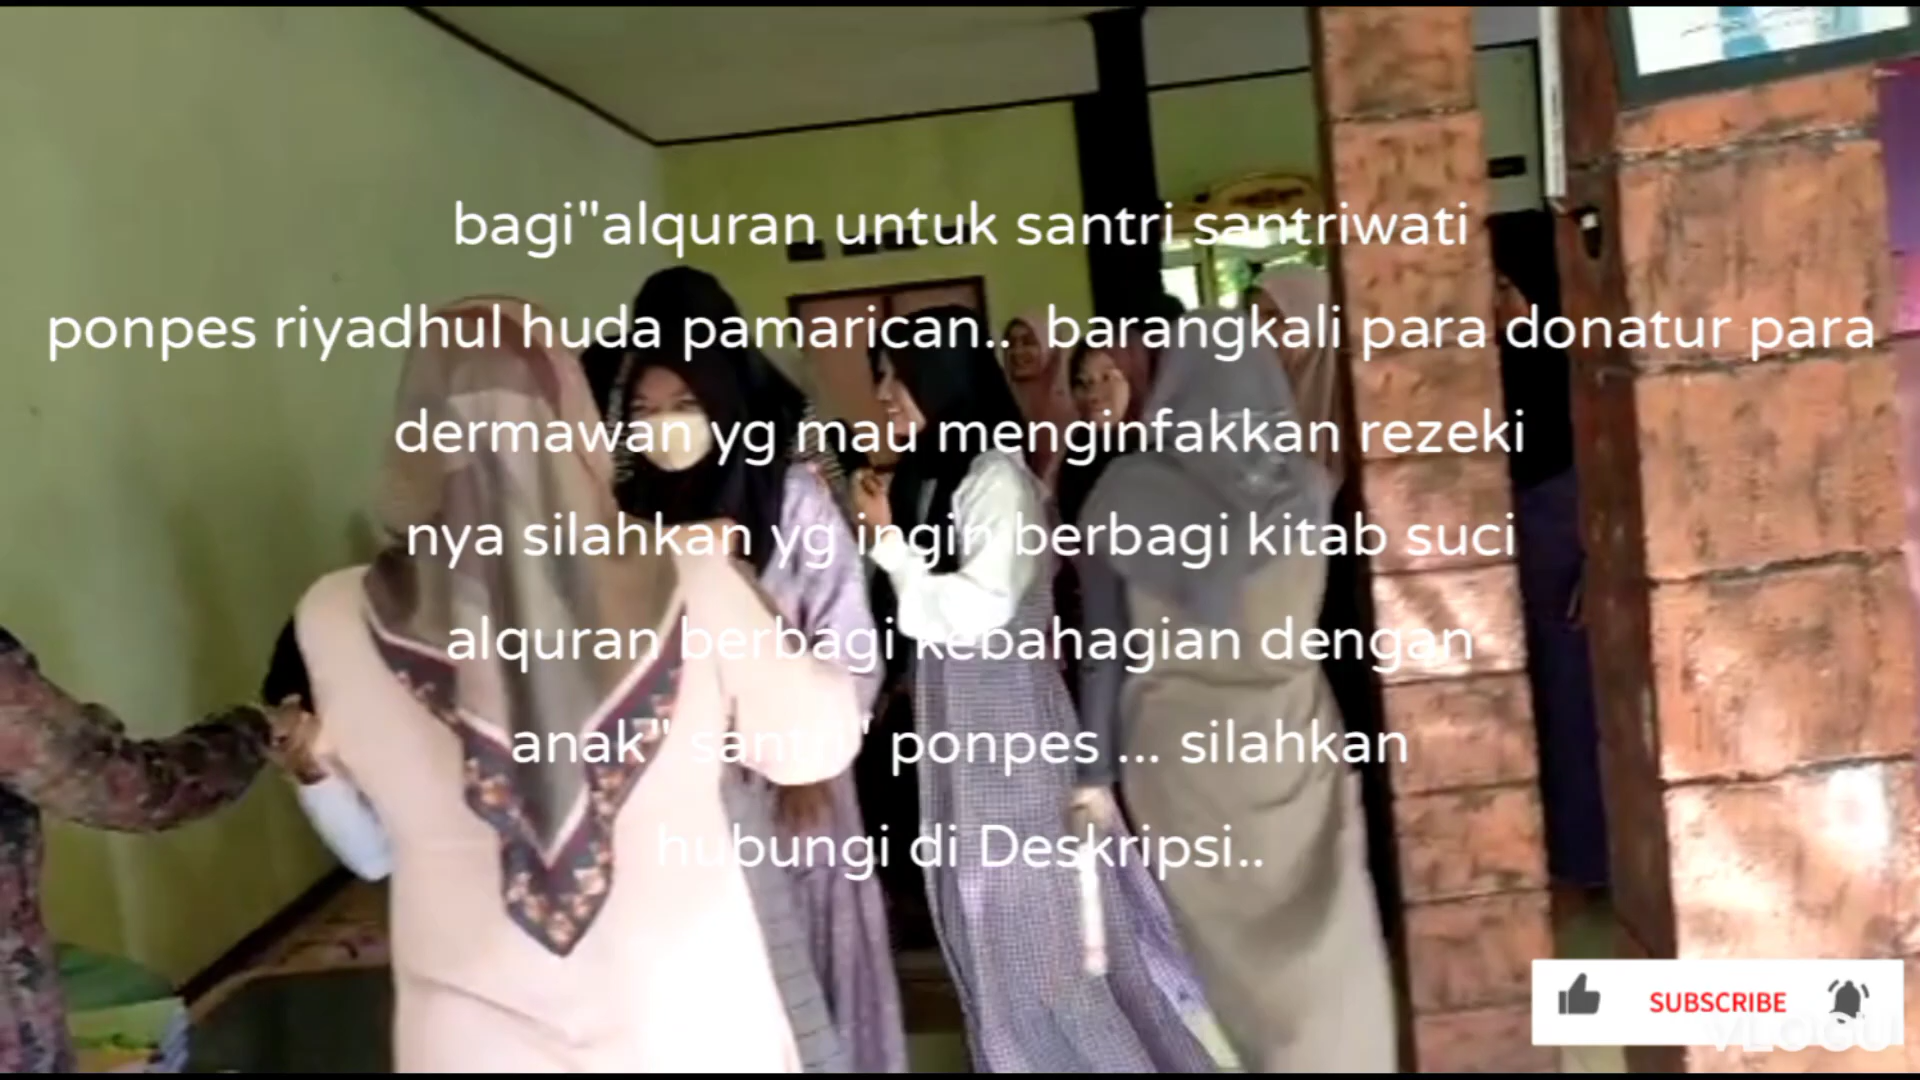 bagi"alquran untuk santri santriwati
ponpes riyadhul huda pamarican.. barangkali para donatur para
dermawan yg mau menginfakkan rezeki
nya silahkan yg ingin berbagi kitab suci
alquran berbagi kebahagian dengan
anak" santri" ponpes ... silahkan
hubungi di Deskripsi..
SUBSCRIBE